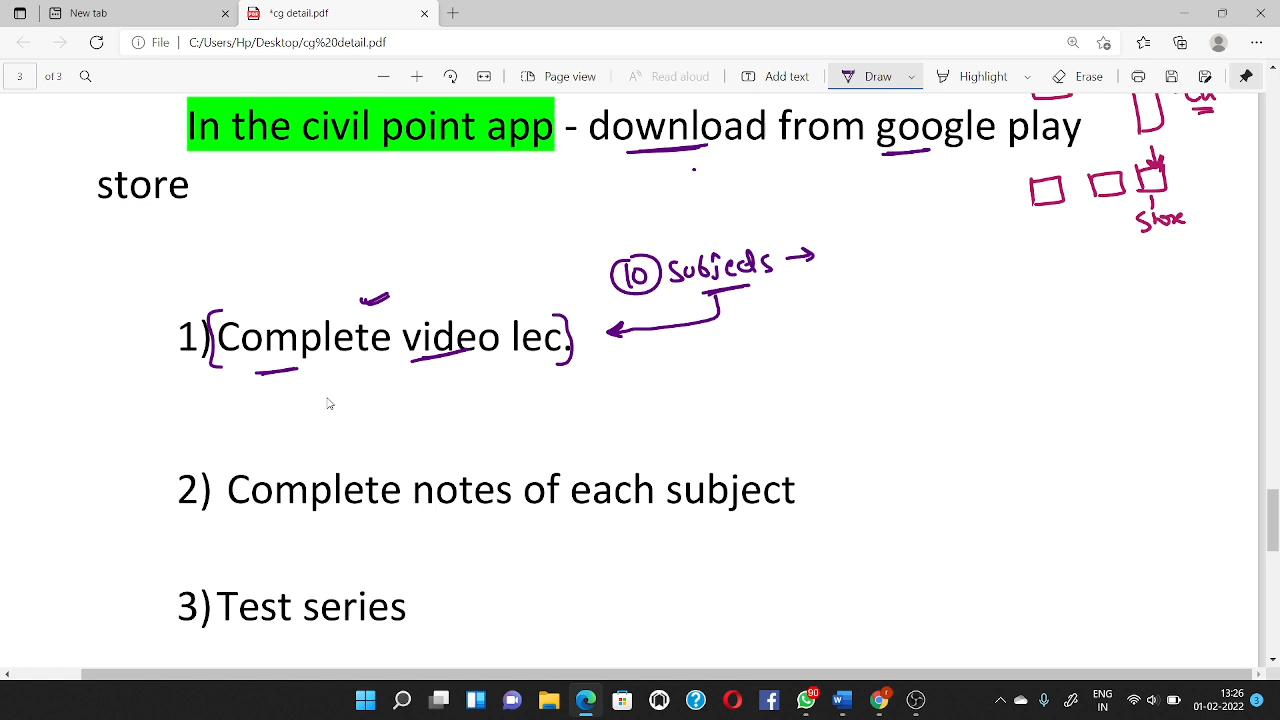 New tab
*cg detail.pdf
File
C:/Users/Hp/Desktop/cg%20detail.pdf
3 of 3
Page view
Read aloud
Add text
Draw
Highlight
Erase
In the civil point app - download from google play
store
store
10 subjects →
1) [Complete video lec.]
2) Complete notes of each subject
3) Test series
90
ENG
IN
13:26
01-02-2022
3